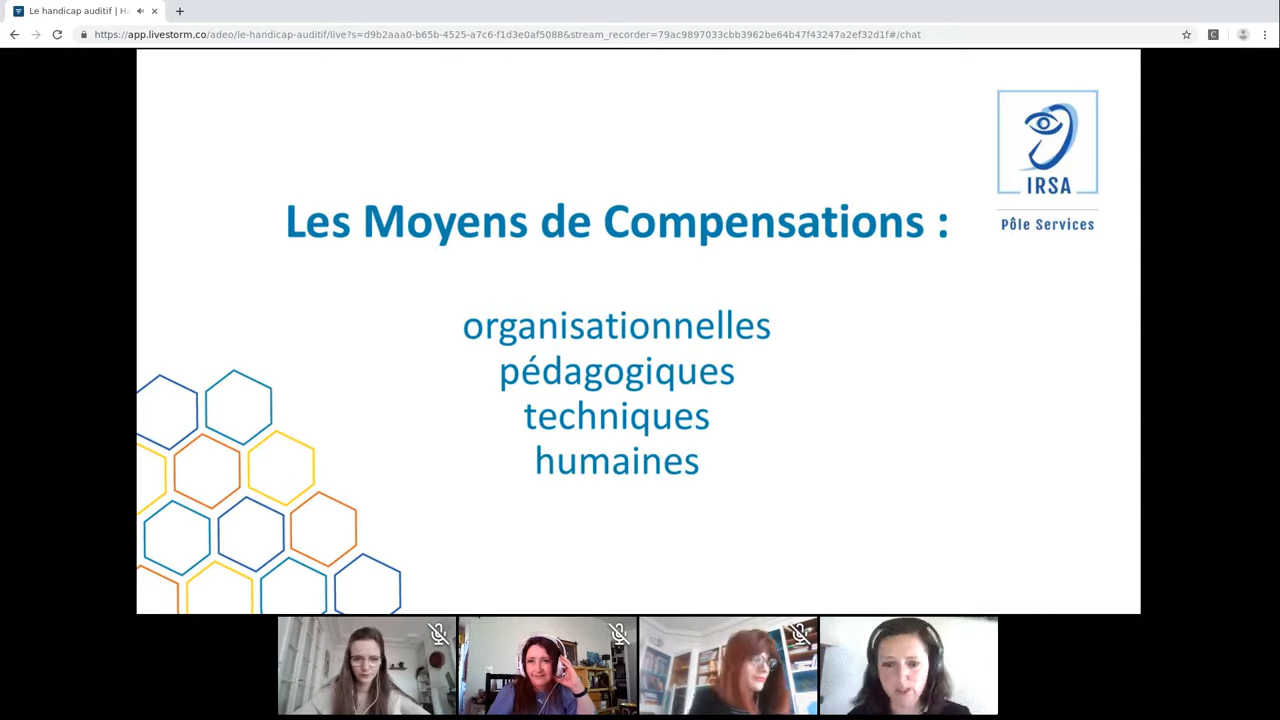 Le handicap auditif | Ha
https://app.livestorm.co/adeo/le-handicap-auditif/live?s=d9b2aaa0-b65b-4525-a7c6-f1d3e0af5088&stream_recorder=79ac9897033cbb3962be64b47f43247a2ef32d1f#/chat
C
IRSA
Pôle Services
Les Moyens de Compensations :
organisationnelles
pédagogiques
techniques
humaines